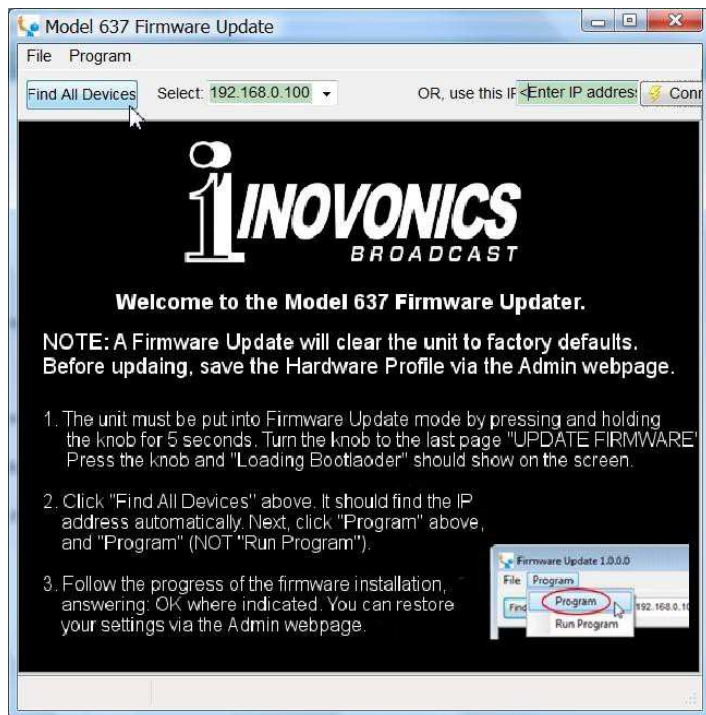 Model 637 Firmware Update
File Program
Find All Devices Select: 192.168.0.100 OR, use this IF <Enter IP address Conn
INOVONICS
BROADCAST
Welcome to the Model 637 Firmware Updater.
NOTE: A Firmware Update will clear the unit to factory defaults.
Before updaing, save the Hardware Profile via the Admin webpage.
1. The unit must be put into Firmware Update mode by pressing and holding
the knob for 5 seconds. Turn the knob to the last page "UPDATE FIRMWARE"
Press the knob and "Loading Bootlaoder" should show on the screen.
2. Click "Find All Devices" above. It should find the IP
address automatically. Next, click "Program" above,
and "Program" (NOT "Run Program").
Firmware Update 1.0.0.0
File Program
Find Program 192.168.0.10
Run Program
3. Follow the progress of the firmware installation,
answering: OK where indicated. You can restore
your settings via the Admin webpage.